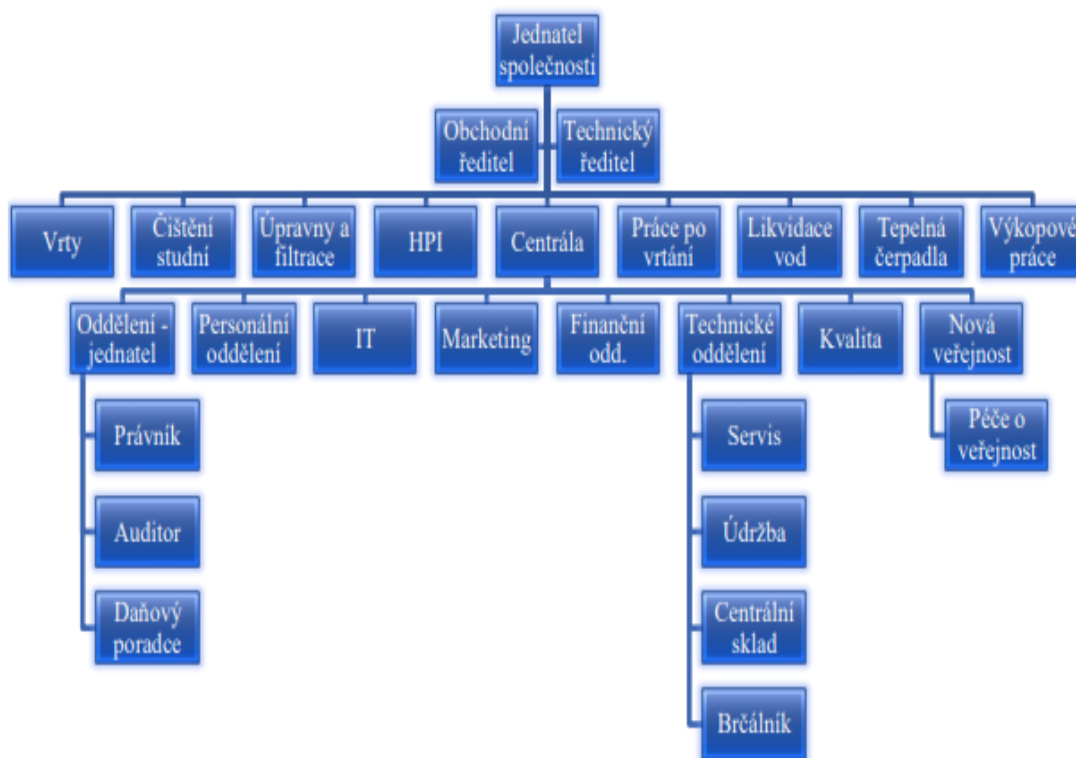 Jednatel
společnosti
Obchodní
ředitel
Technický
ředitel
Vrty
Čištění
studní
Úpravny a
filtrace
HPI
Centrála
Práce po
vrtání
Likvidace
vod
Tepelná
čerpadla
Výkopové
práce
Oddělení -
jednatel
Personální
oddělení
IT
Marketing
Finanční
odd.
Technické
oddělení
Kvalita
Nová
veřejnost
Právník
Auditor
Daňový
poradce
Servis
Údržba
Centrální
sklad
Brčálník
Péče o
veřejnost